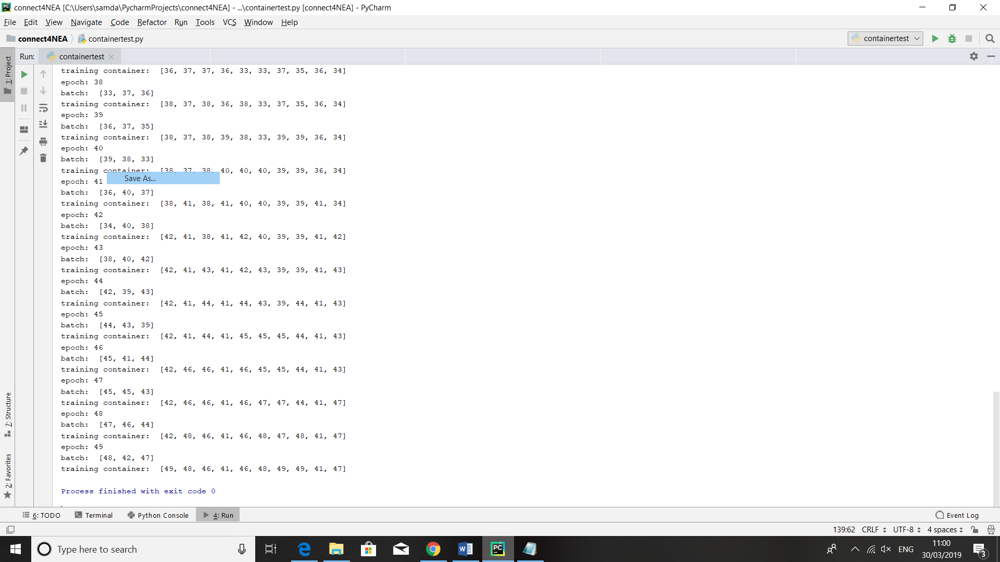 connect4NEA [C:\Users\samda\PycharmProjects\connect4NEA] - ...\containertest.py [connect4NEA] - PyCharm
File Edit View Navigate Code Refactor Run Tools VCS Window Help
connect4NEA containertest.py containertest
Run: containertest
1: Project
training container:  [36, 37, 37, 36, 33, 33, 37, 35, 36, 34]
epoch: 38
batch:  [33, 37, 36]
training container:  [38, 37, 38, 36, 38, 33, 37, 35, 36, 34]
epoch: 39
batch:  [36, 37, 35]
training container:  [38, 37, 38, 39, 38, 33, 39, 39, 36, 34]
epoch: 40
batch:  [39, 38, 33]
training container:  [38, 37, 38, 40, 40, 40, 39, 39, 36, 34]
Save As...
epoch: 41
batch:  [36, 40, 37]
training container:  [38, 41, 38, 41, 40, 40, 39, 39, 41, 34]
epoch: 42
batch:  [34, 40, 38]
training container:  [42, 41, 38, 41, 42, 40, 39, 39, 41, 42]
epoch: 43
batch:  [38, 40, 42]
training container:  [42, 41, 43, 41, 42, 43, 39, 39, 41, 43]
epoch: 44
batch:  [42, 39, 43]
training container:  [42, 41, 44, 41, 44, 43, 39, 44, 41, 43]
epoch: 45
batch:  [44, 43, 39]
training container:  [42, 41, 44, 41, 45, 45, 45, 44, 41, 43]
epoch: 46
batch:  [45, 41, 44]
training container:  [42, 46, 46, 41, 46, 45, 45, 44, 41, 43]
epoch: 47
batch:  [45, 45, 43]
training container:  [42, 46, 46, 41, 46, 47, 47, 44, 41, 47]
epoch: 48
batch:  [47, 46, 44]
training container:  [42, 48, 46, 41, 46, 48, 47, 48, 41, 47]
epoch: 49
batch:  [48, 42, 47]
training container:  [49, 48, 46, 41, 46, 48, 49, 49, 41, 47]
Process finished with exit code 0
7: Structure
2: Favorites
6: TODO Terminal Python Console 4: Run Event Log
139:62 CRLF UTF-8 4 spaces
Type here to search
ENG
11:00
30/03/2019
3